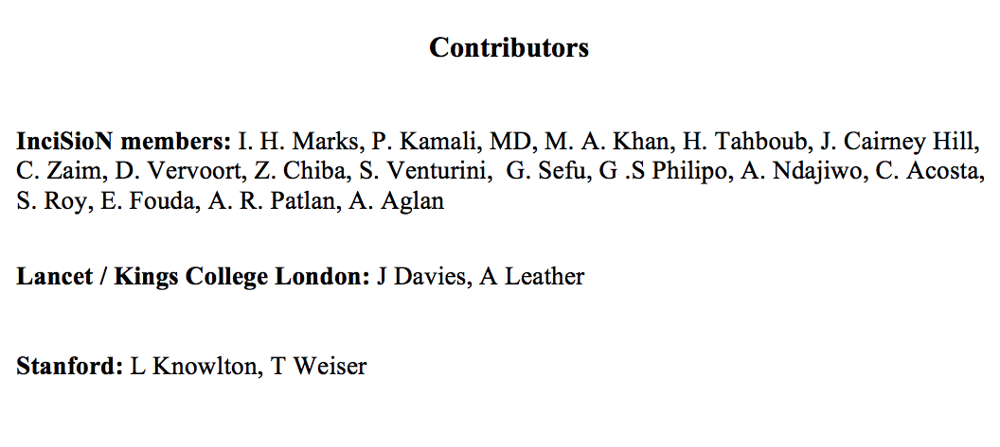 Contributors
InciSioN members: I. H. Marks, P. Kamali, MD, M. A. Khan, H. Tahboub, J. Cairney Hill,
C. Zaim, D. Vervoort, Z. Chiba, S. Venturini,  G. Sefu, G .S Philipo, A. Ndajiwo, C. Acosta,
S. Roy, E. Fouda, A. R. Patlan, A. Aglan
Lancet / Kings College London: J Davies, A Leather
Stanford: L Knowlton, T Weiser